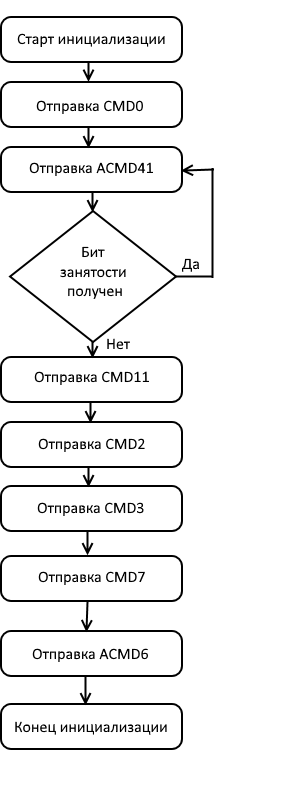 Старт инициализации
Отправка CMD0
Отправка ACMD41
Бит
занятости
получен
Да
Нет
Отправка CMD11
Отправка CMD2
Отправка CMD3
Отправка CMD7
Отправка ACMD6
Конец инициализации